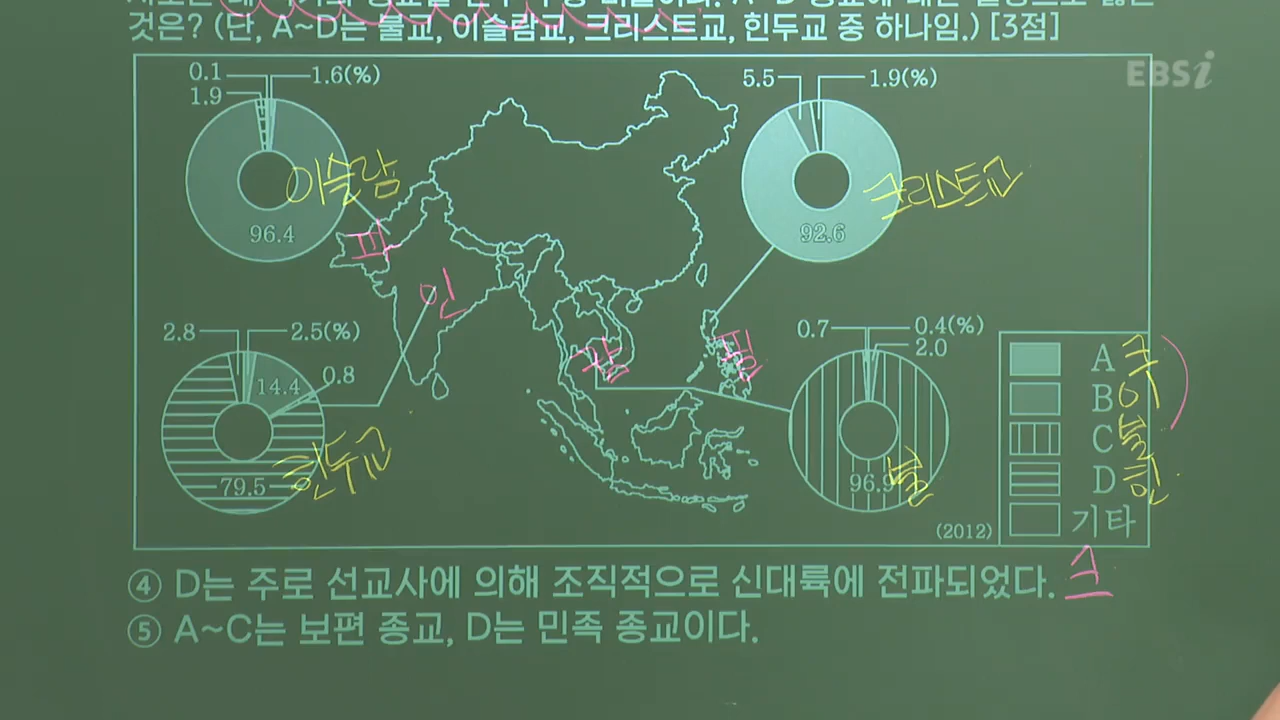 것은? (단, A~D는 불교, 이슬람교, 크리스트교, 힌두교 중 하나임.) [3점]
EBSi
0.1
1.6(%)
1.9
96.4
이슬람
파
5.5
1.9(%)
92.6
크리스트교
인
캄
필
2.8
2.5(%)
14.4
0.8
79.5
힌두교
0.7
0.4(%)
2.0
96.9
불
A 크
B 이
C 불
D 힌
기타
(2012)
④ D는 주로 선교사에 의해 조직적으로 신대륙에 전파되었다.
⑤ A~C는 보편 종교, D는 민족 종교이다.